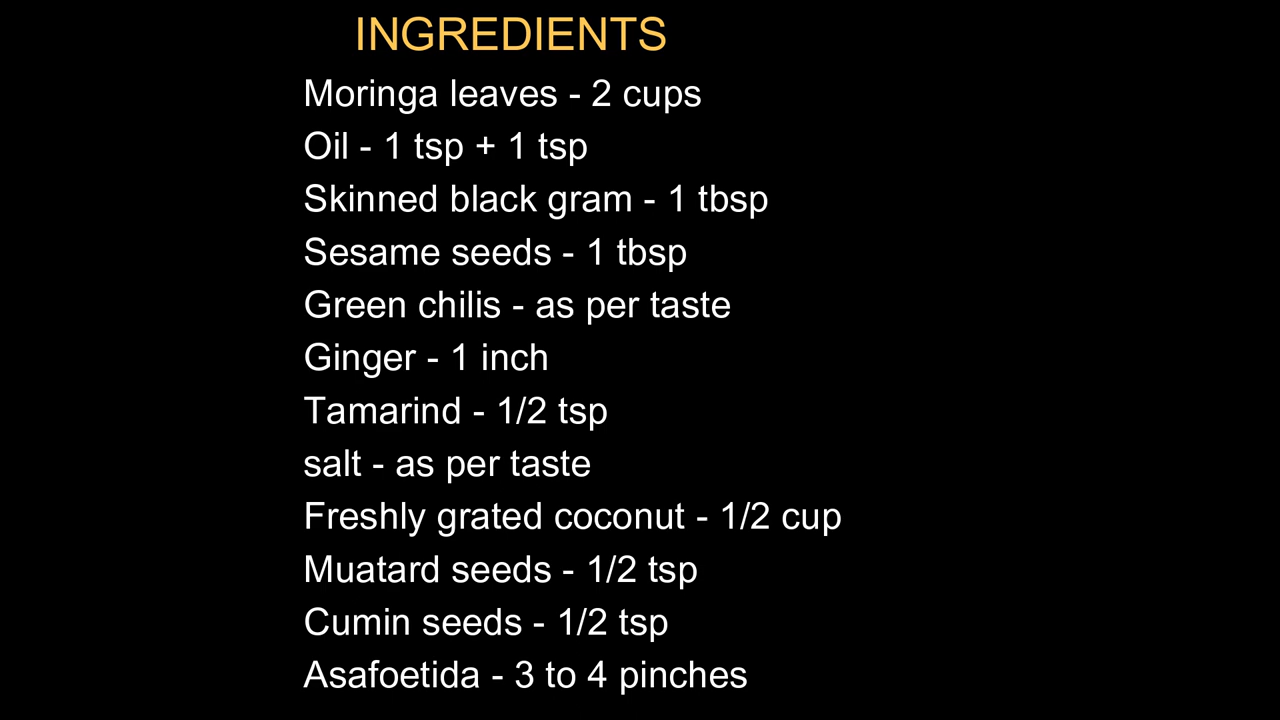 INGREDIENTS
Moringa leaves - 2 cups
Oil - 1 tsp + 1 tsp
Skinned black gram - 1 tbsp
Sesame seeds - 1 tbsp
Green chilis - as per taste
Ginger - 1 inch
Tamarind - 1/2 tsp
salt - as per taste
Freshly grated coconut - 1/2 cup
Muatard seeds - 1/2 tsp
Cumin seeds - 1/2 tsp
Asafoetida - 3 to 4 pinches